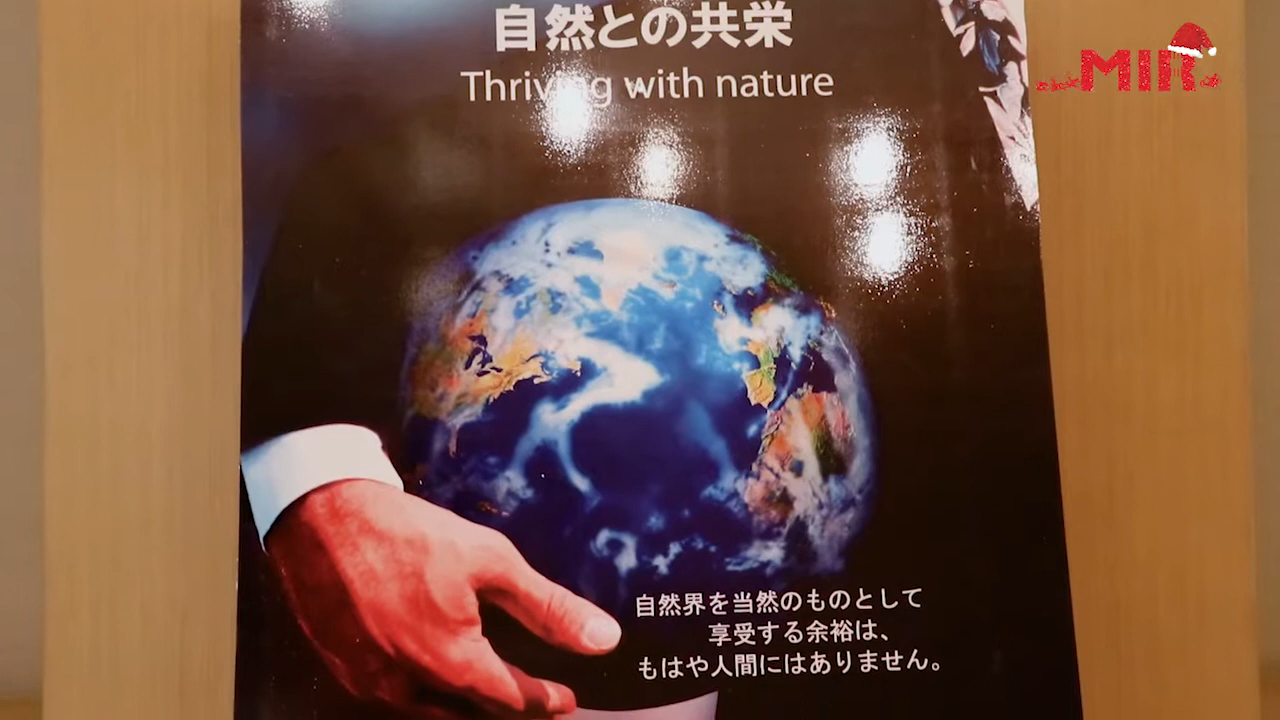 自然との共栄
Thriving with nature
MIR
自然界を当然のものとして
享受する余裕は、
もはや人間にはありません。